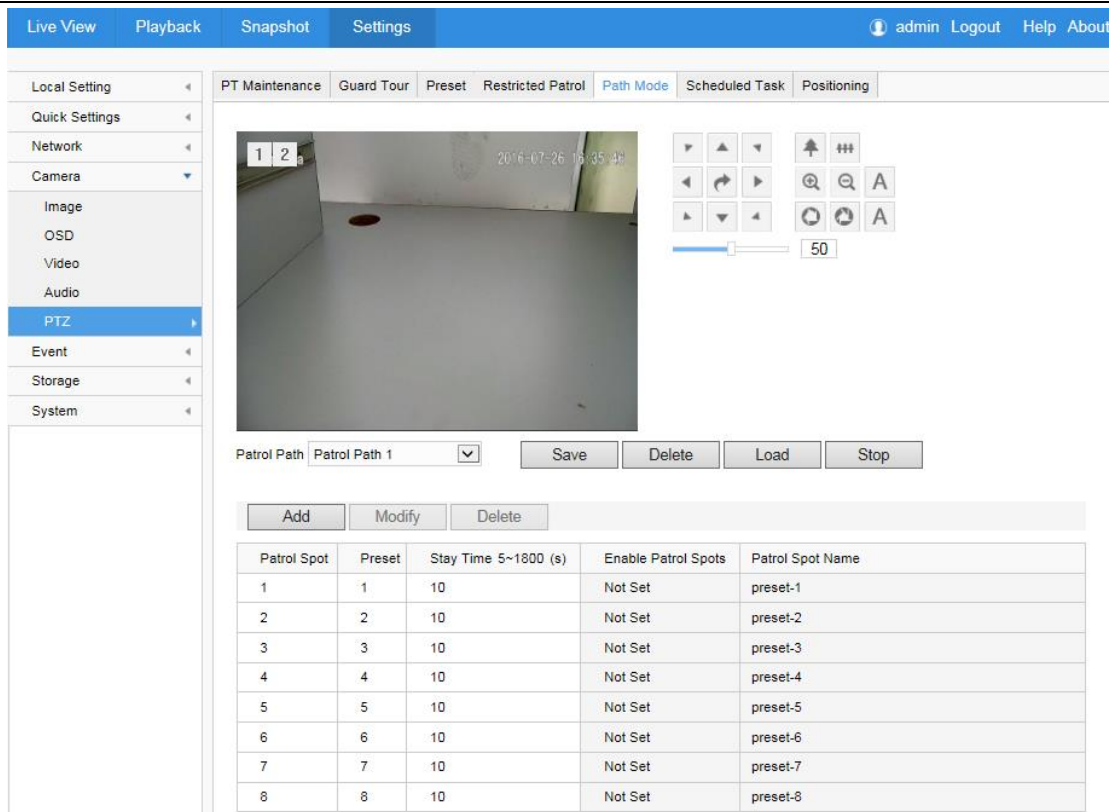 Live View Playback Snapshot Settings admin Logout Help About
PT Maintenance Guard Tour Preset Restricted Patrol Path Mode Scheduled Task Positioning
Local Setting
Quick Settings
Network
Camera
Image
OSD
Video
Audio
PTZ
Event
Storage
System
1 2 2016-07-26 16:35
A
A
50
Patrol Path Patrol Path 1 Save Delete Load Stop
Add Modify Delete
Patrol Spot Preset Stay Time 5~1800 (s) Enable Patrol Spots Patrol Spot Name
1 1 10 Not Set preset-1
2 2 10 Not Set preset-2
3 3 10 Not Set preset-3
4 4 10 Not Set preset-4
5 5 10 Not Set preset-5
6 6 10 Not Set preset-6
7 7 10 Not Set preset-7
8 8 10 Not Set preset-8